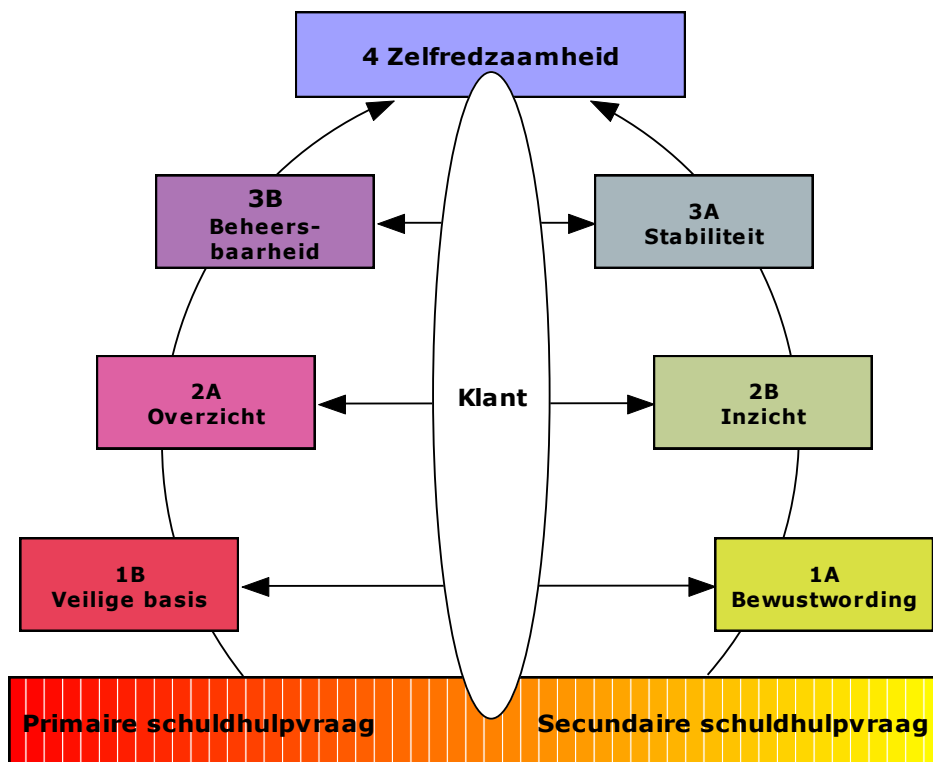 4 Zelfredzaamheid
3B
Beheers-
baarheid
3A
Stabiliteit
2A
Overzicht
Klant
2B
Inzicht
1B
Veilige basis
1A
Bewustwording
Primaire schuldhulpvraag
Secundaire schuldhulpvraag